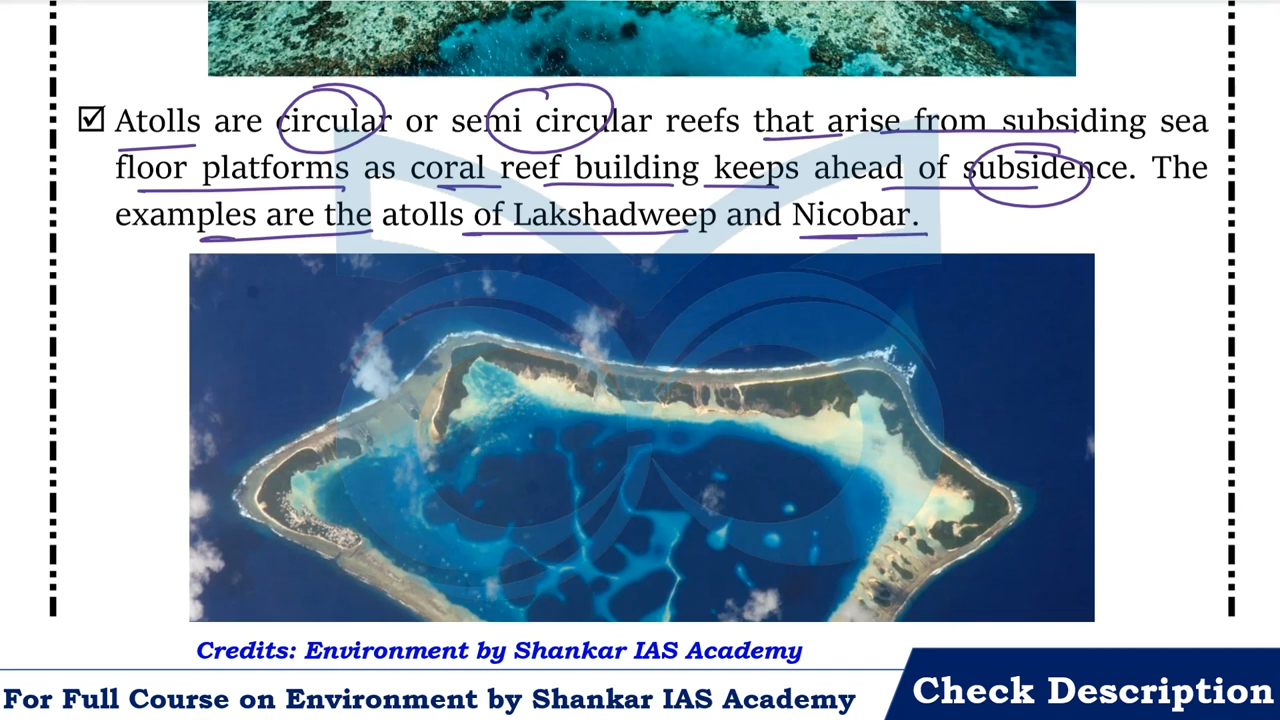 Atolls are circular or semi circular reefs that arise from subsiding sea
floor platforms as coral reef building keeps ahead of subsidence. The
examples are the atolls of Lakshadweep and Nicobar.
Credits: Environment by Shankar IAS Academy
For Full Course on Environment by Shankar IAS Academy
Check Description